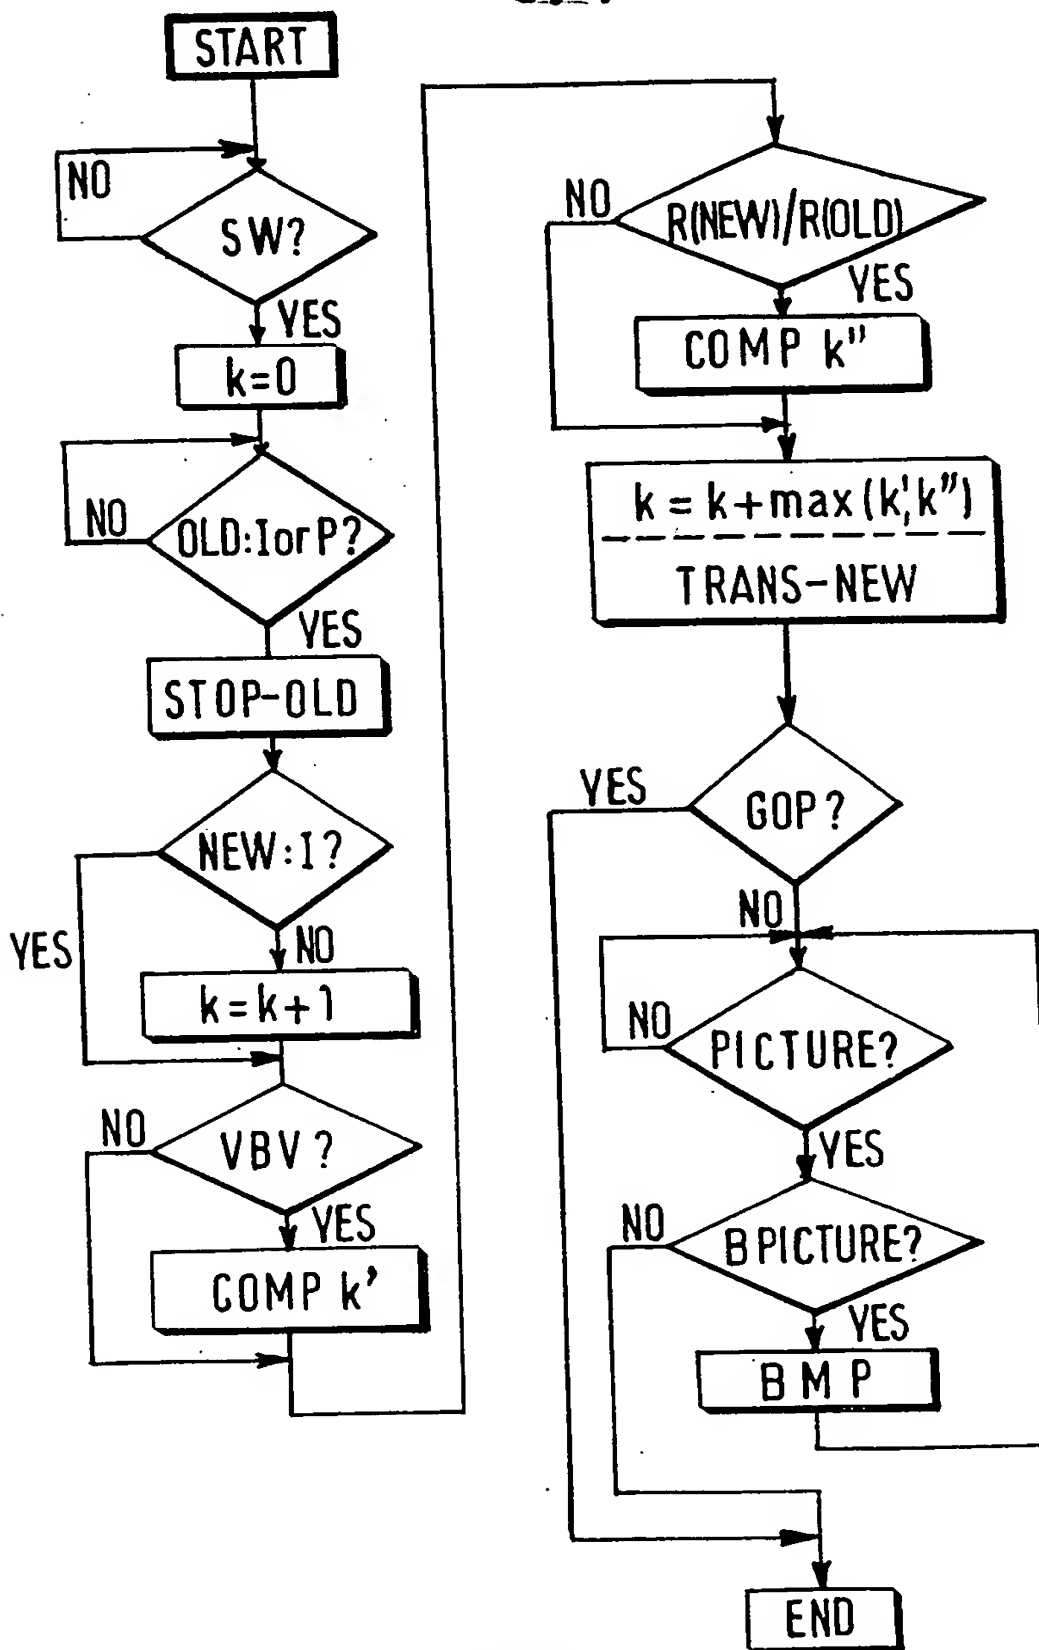 START
NO
SW?
YES
k=0
NO
OLD:I or P?
YES
STOP-OLD
NEW:I?
YES
NO
k=k+1
NO
VBV?
YES
COMP k'
NO
R(NEW)/R(OLD)
YES
COMP k"
k = k+max(k',k")
TRANS-NEW
YES
GOP?
NO
NO
PICTURE?
YES
NO
B PICTURE?
YES
BMP
END